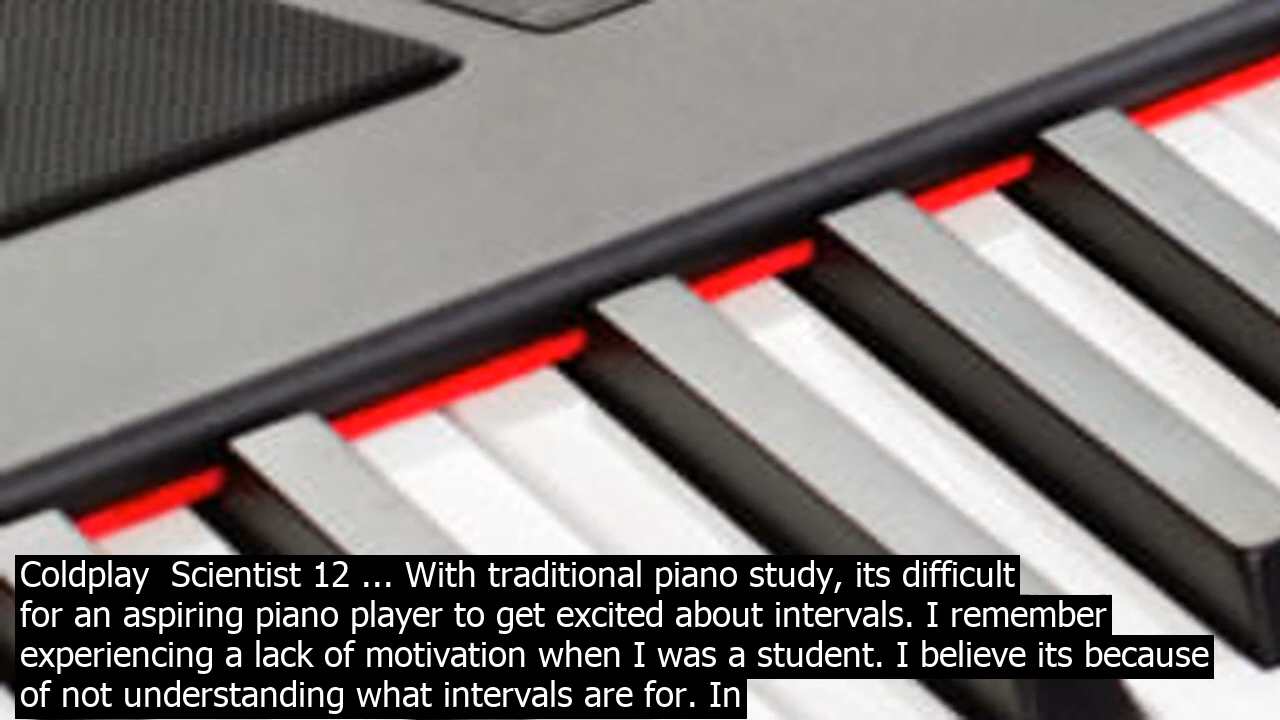 Coldplay  Scientist 12 ... With traditional piano study, its difficult
for an aspiring piano player to get excited about intervals. I remember
experiencing a lack of motivation when I was a student. I believe its because
of not understanding what intervals are for. In